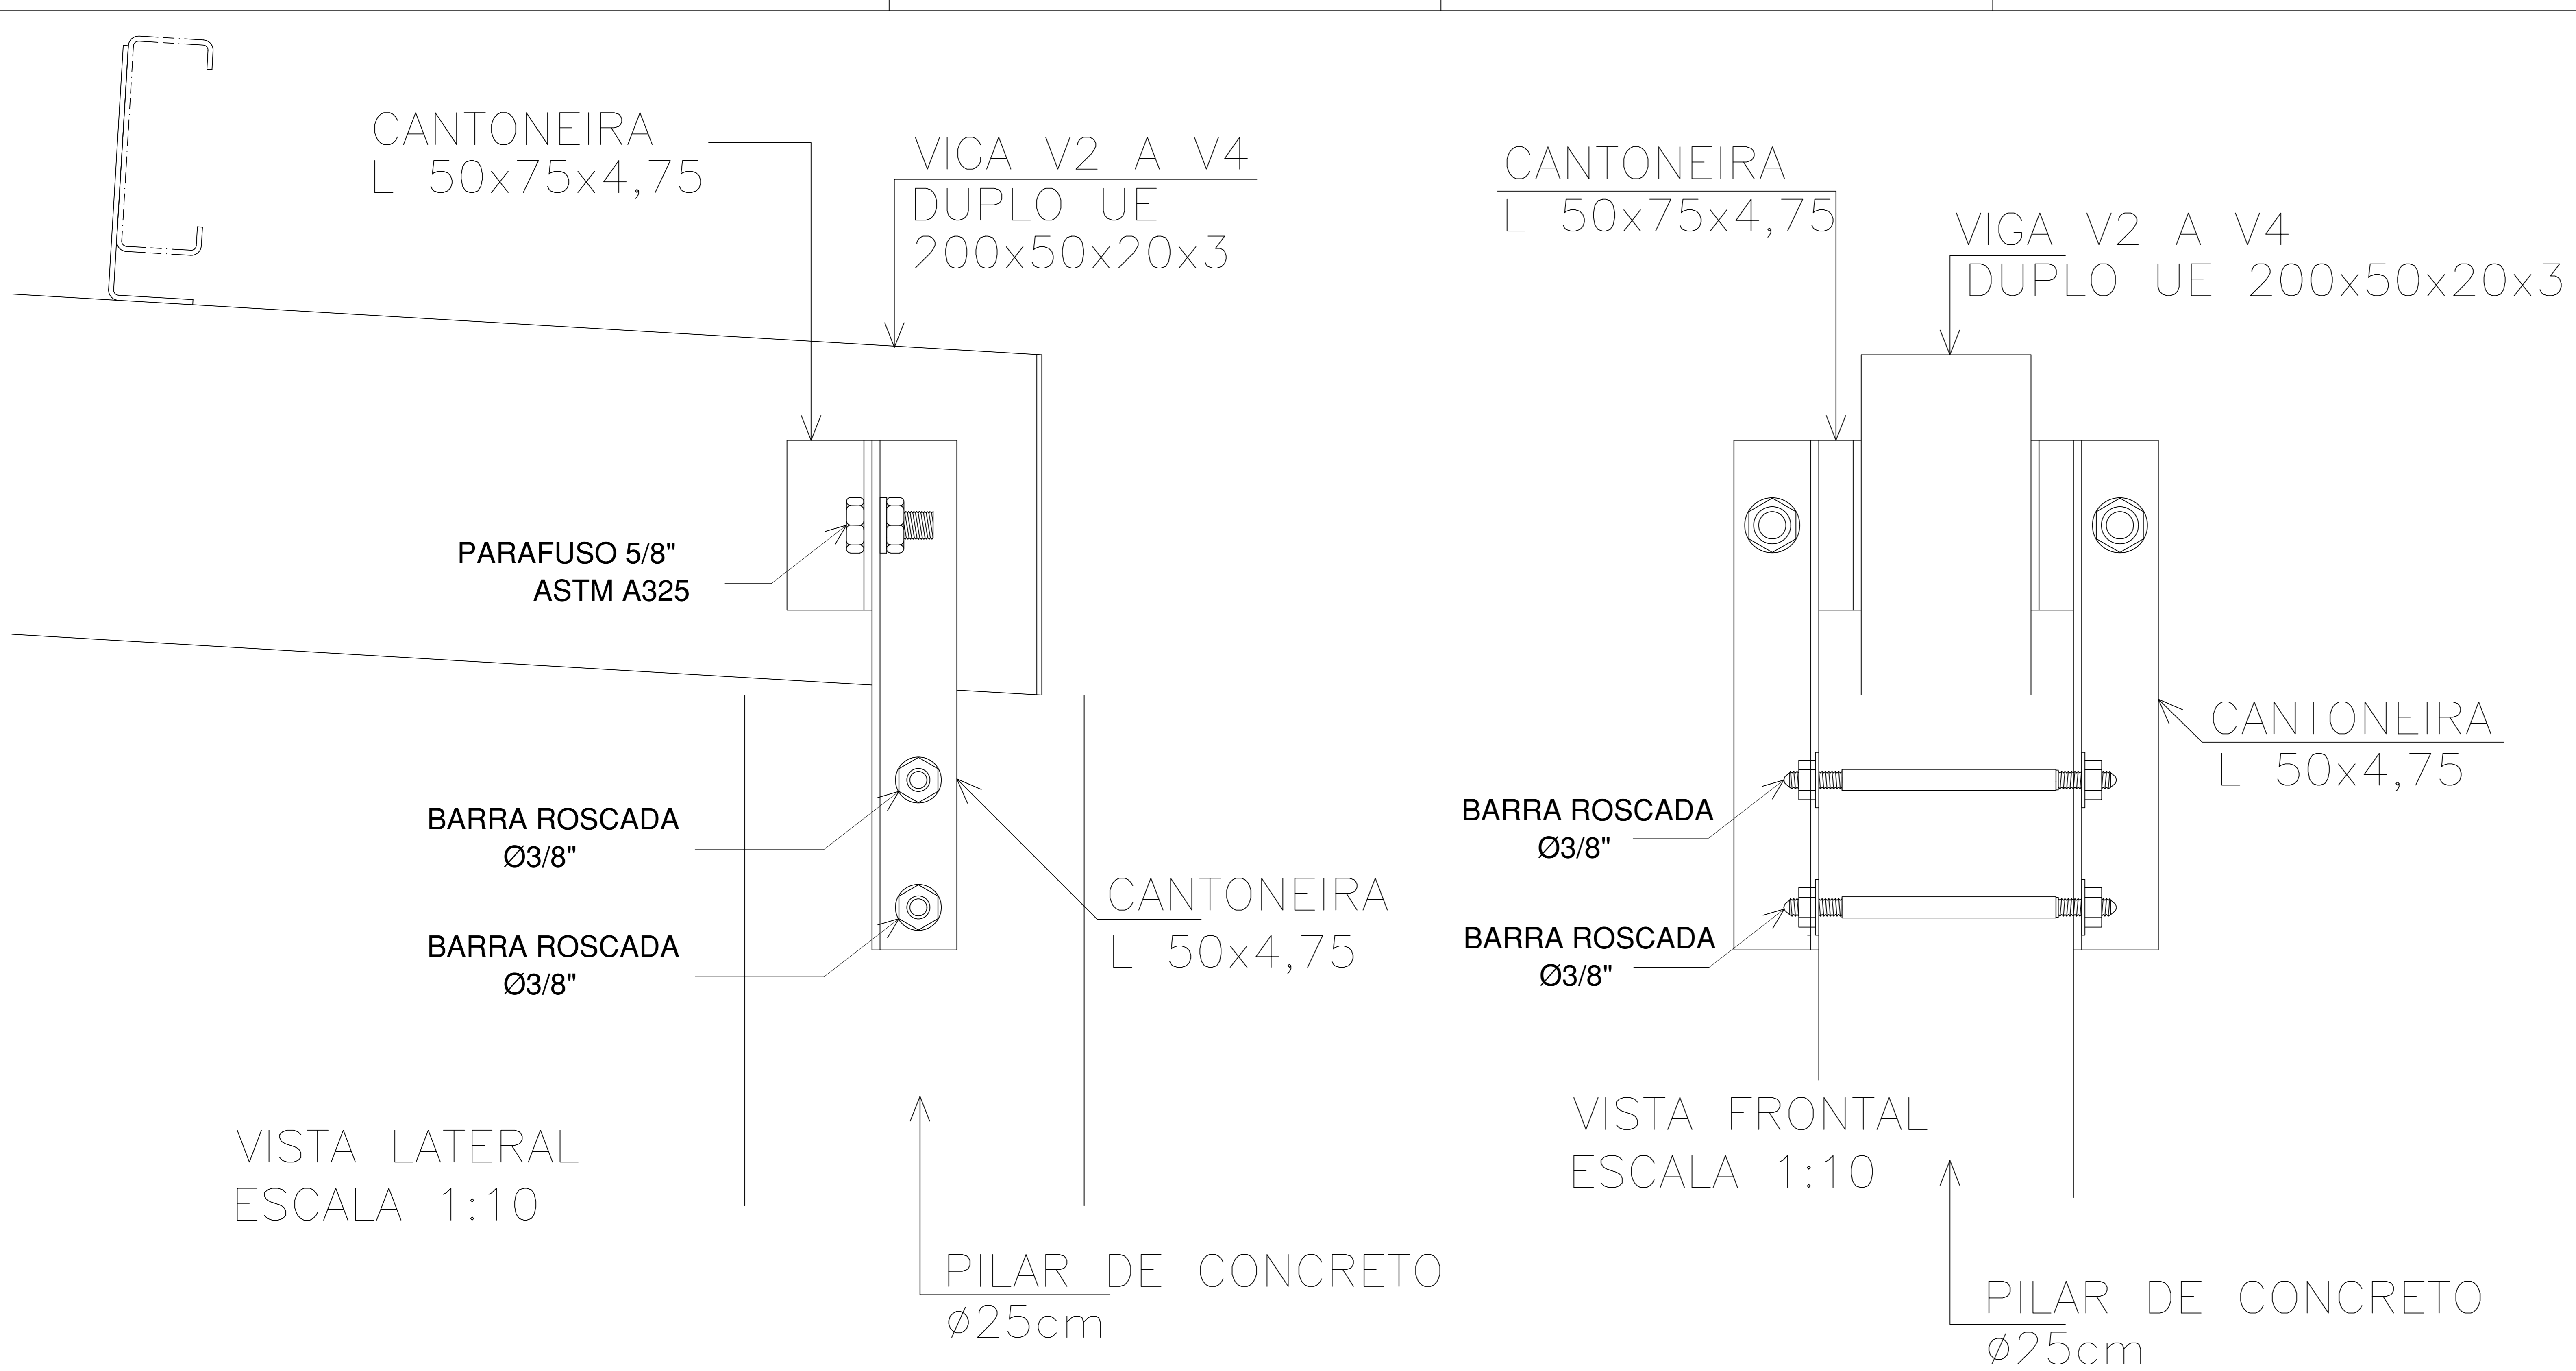 CANTONEIRA
L 50x75x4,75
VIGA V2 A V4
DUPLO UE
200x50x20x3
PARAFUSO 5/8"
ASTM A325
BARRA ROSCADA
Ø3/8"
BARRA ROSCADA
Ø3/8"
CANTONEIRA
L 50x4,75
VISTA LATERAL
ESCALA 1:10
PILAR DE CONCRETO
ø25cm
CANTONEIRA
L 50x75x4,75
VIGA V2 A V4
DUPLO UE 200x50x20x3
CANTONEIRA
L 50x4,75
BARRA ROSCADA
Ø3/8"
BARRA ROSCADA
Ø3/8"
VISTA FRONTAL
ESCALA 1:10
PILAR DE CONCRETO
ø25cm